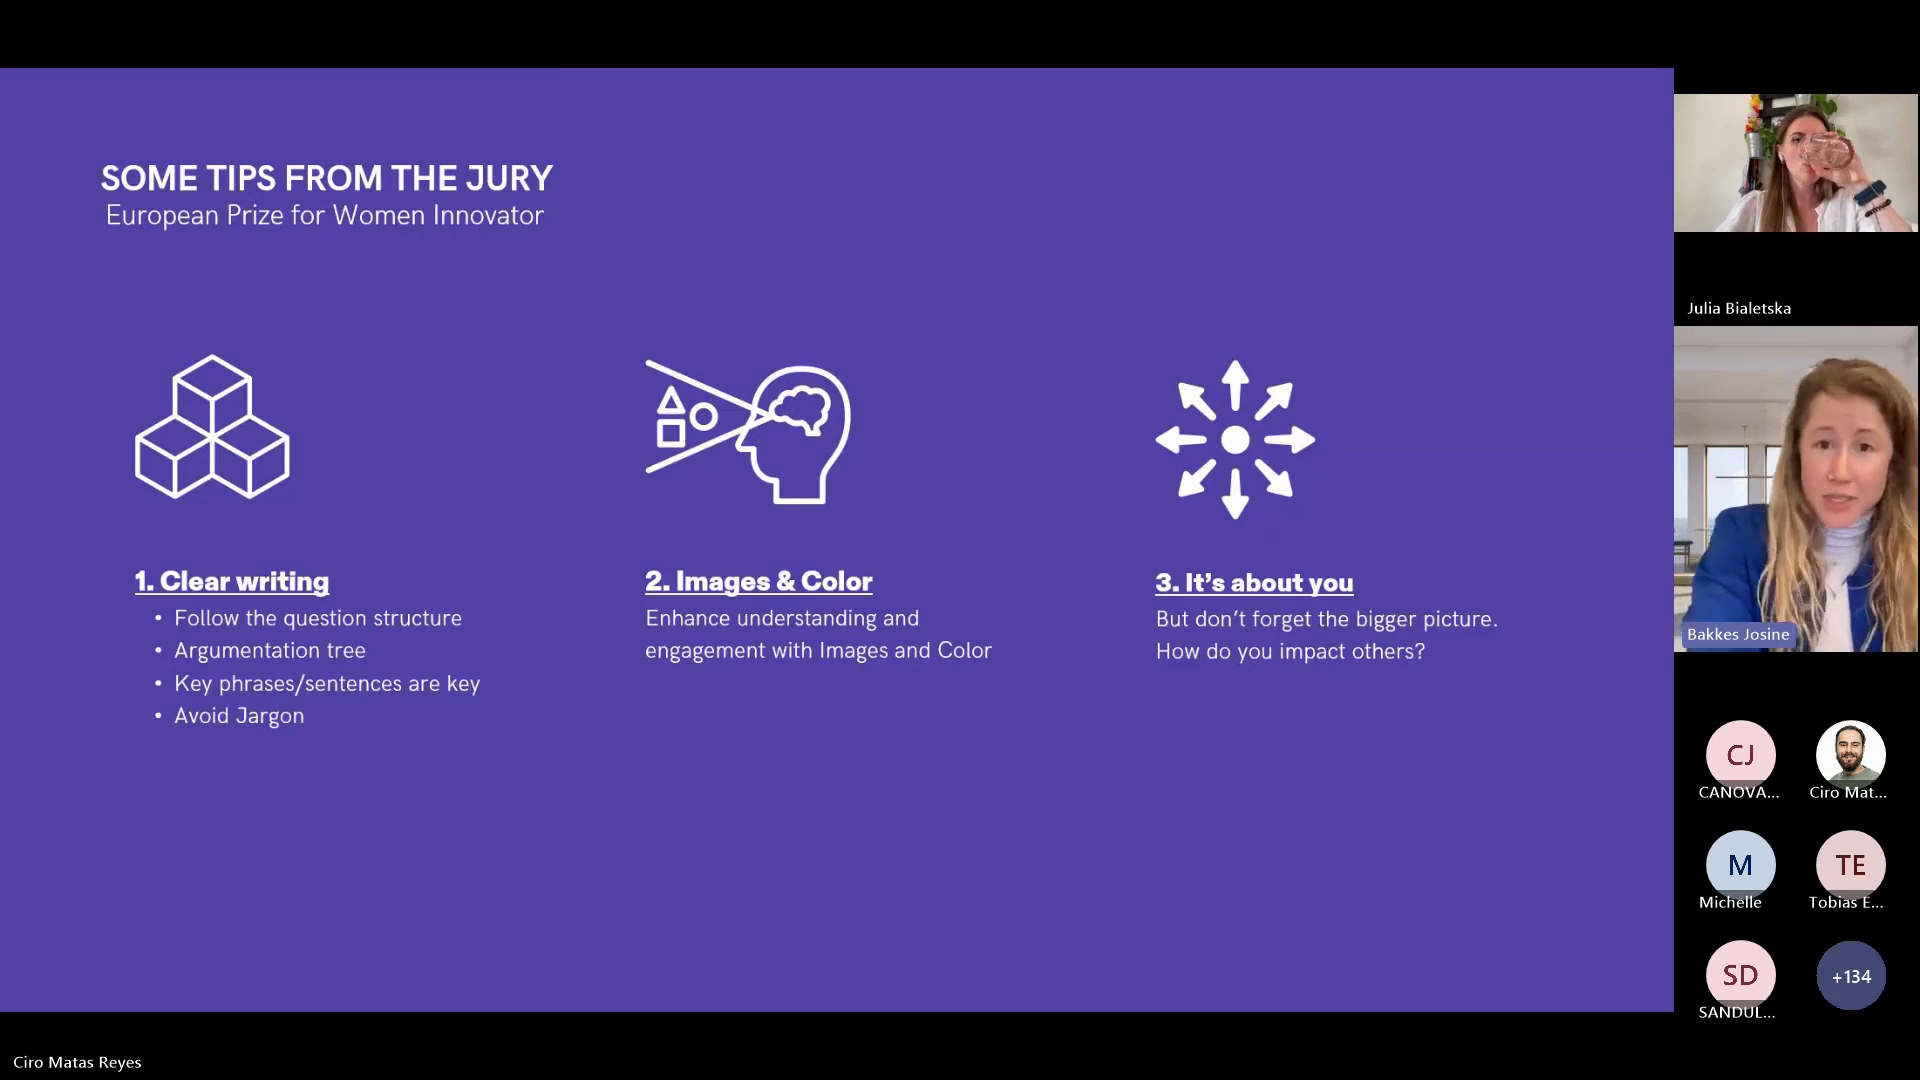 SOME TIPS FROM THE JURY
European Prize for Women Innovator
1. Clear writing
• Follow the question structure
• Argumentation tree
• Key phrases/sentences are key
• Avoid Jargon
2. Images & Color
Enhance understanding and
engagement with Images and Color
3. It's about you
But don't forget the bigger picture.
How do you impact others?
Julia Bialetska
Bakkes Josine
CJ
CANOVA...
Ciro Mat...
M
Michelle
TE
Tobias E...
SD
SANDUL...
+134
Ciro Matas Reyes